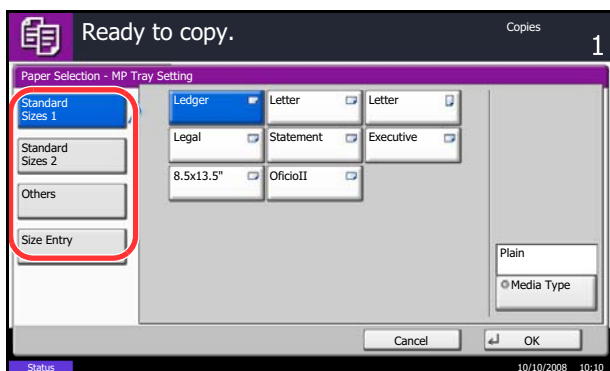 Ready to copy.
Copies
1
Paper Selection - MP Tray Setting
Standard
Sizes 1
Standard
Sizes 2
Others
Size Entry
Ledger
Letter
Letter
Legal
Statement
Executive
8.5x13.5"
OficioII
Plain
Media Type
Cancel
OK
Status
10/10/2008 10:10